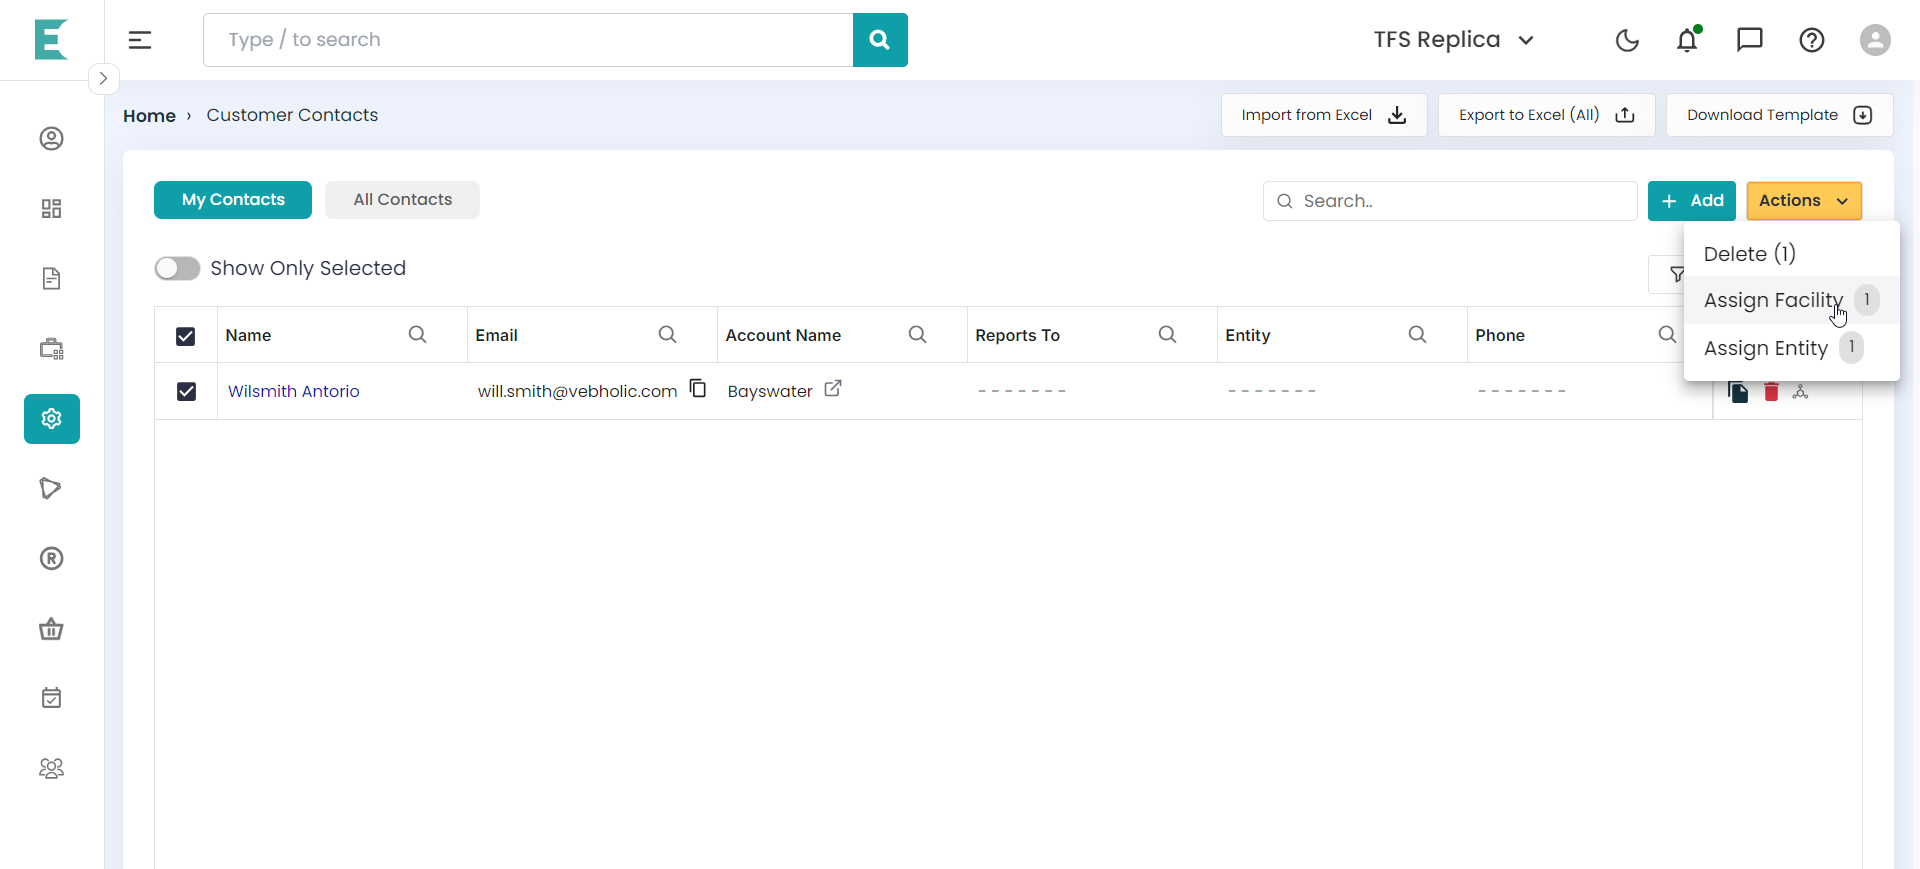 E
Type / to search
TFS Replica
Home › Customer Contacts
Import from Excel
Export to Excel (All)
Download Template
My Contacts
All Contacts
Search..
+ Add
Actions
Delete (1)
Assign Facility 1
Assign Entity 1
Show Only Selected
Name
Email
Account Name
Reports To
Entity
Phone
Wilsmith Antorio
will.smith@vebholic.com
Bayswater
- - - - - - -
- - - - - - -
- - - - - - -